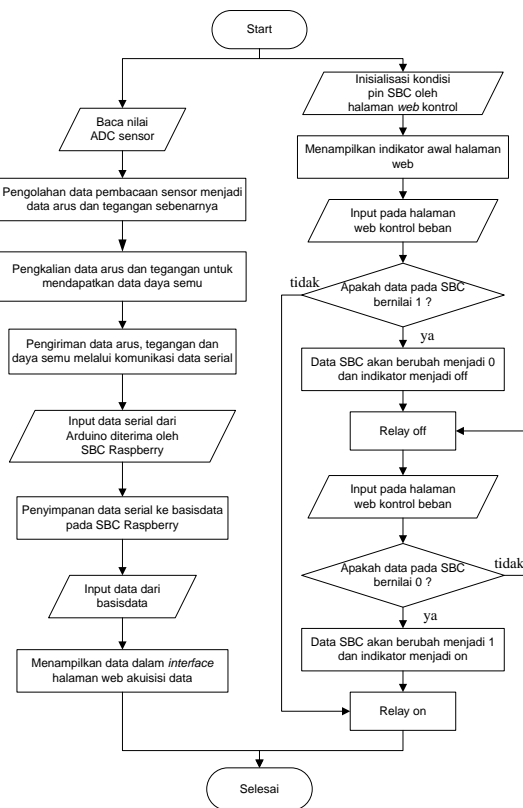 Start
Baca nilai
ADC sensor
Pengolahan data pembacaan sensor menjadi
data arus dan tegangan sebenarnya
Pengkalian data arus dan tegangan untuk
mendapatkan data daya semu
Pengiriman data arus, tegangan dan
daya semu melalui komunikasi data serial
Input data serial dari
Arduino diterima oleh
SBC Raspberry
Penyimpanan data serial ke basisdata
pada SBC Raspberry
Input data dari
basisdata
Menampilkan data dalam interface
halaman web akuisisi data
Inisialisasi kondisi
pin SBC oleh
halaman web kontrol
Menampilkan indikator awal halaman
web
Input pada halaman
web kontrol beban
tidak
Apakah data pada SBC
bernilai 1 ?
ya
Data SBC akan berubah menjadi 0
dan indikator menjadi off
Relay off
Input pada halaman
web kontrol beban
Apakah data pada SBC
bernilai 0 ?
tidak
ya
Data SBC akan berubah menjadi 1
dan indikator menjadi on
Relay on
Selesai